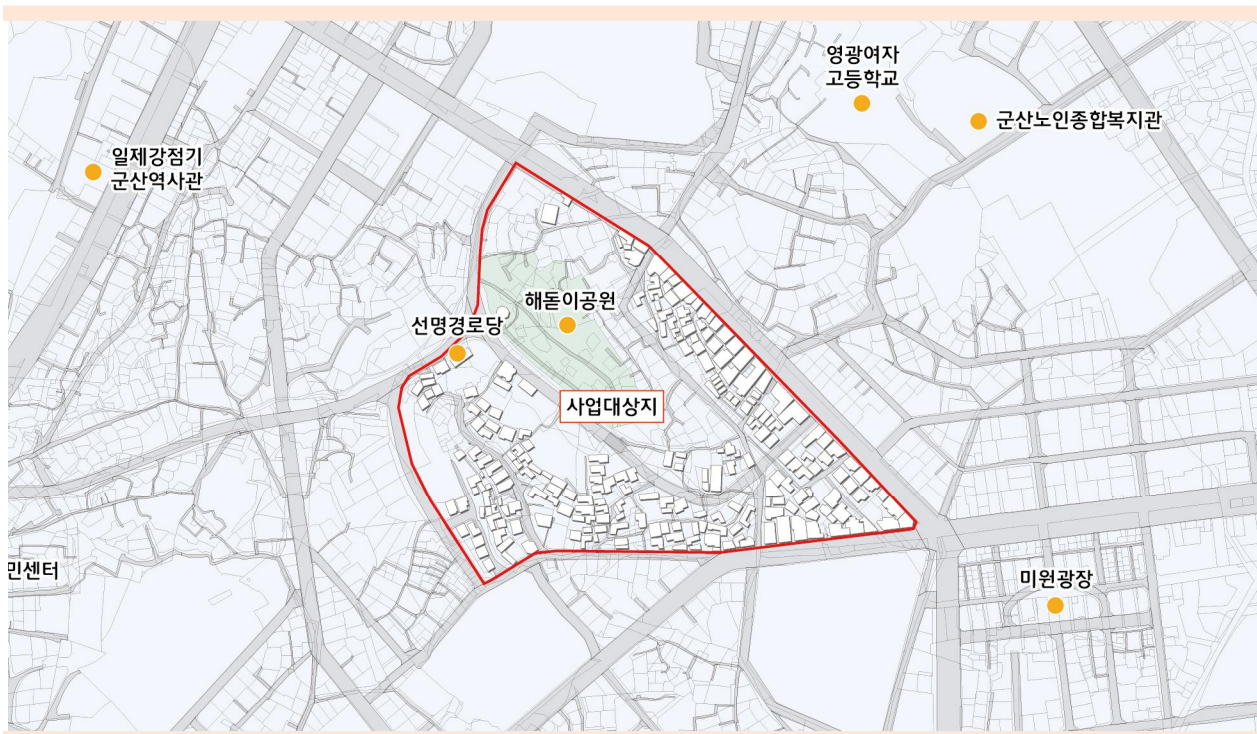 영광여자
고등학교
군산노인종합복지관
일제강점기
군산역사관
해돋이공원
선명경로당
사업대상지
민센터
미원광장